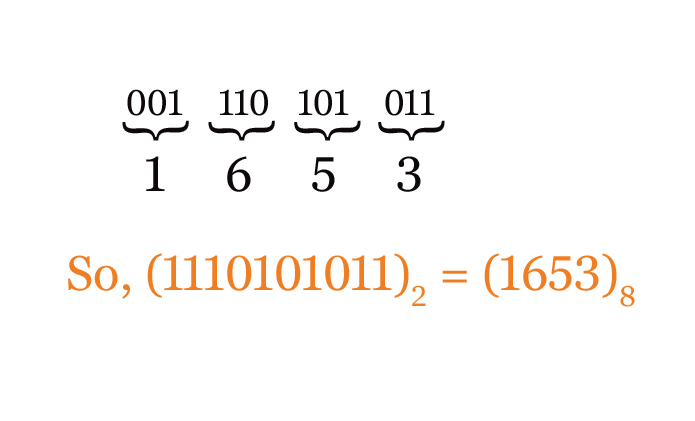 001 110 101 011
1 6 5 3
So, (1110101011)₂ = (1653)₈